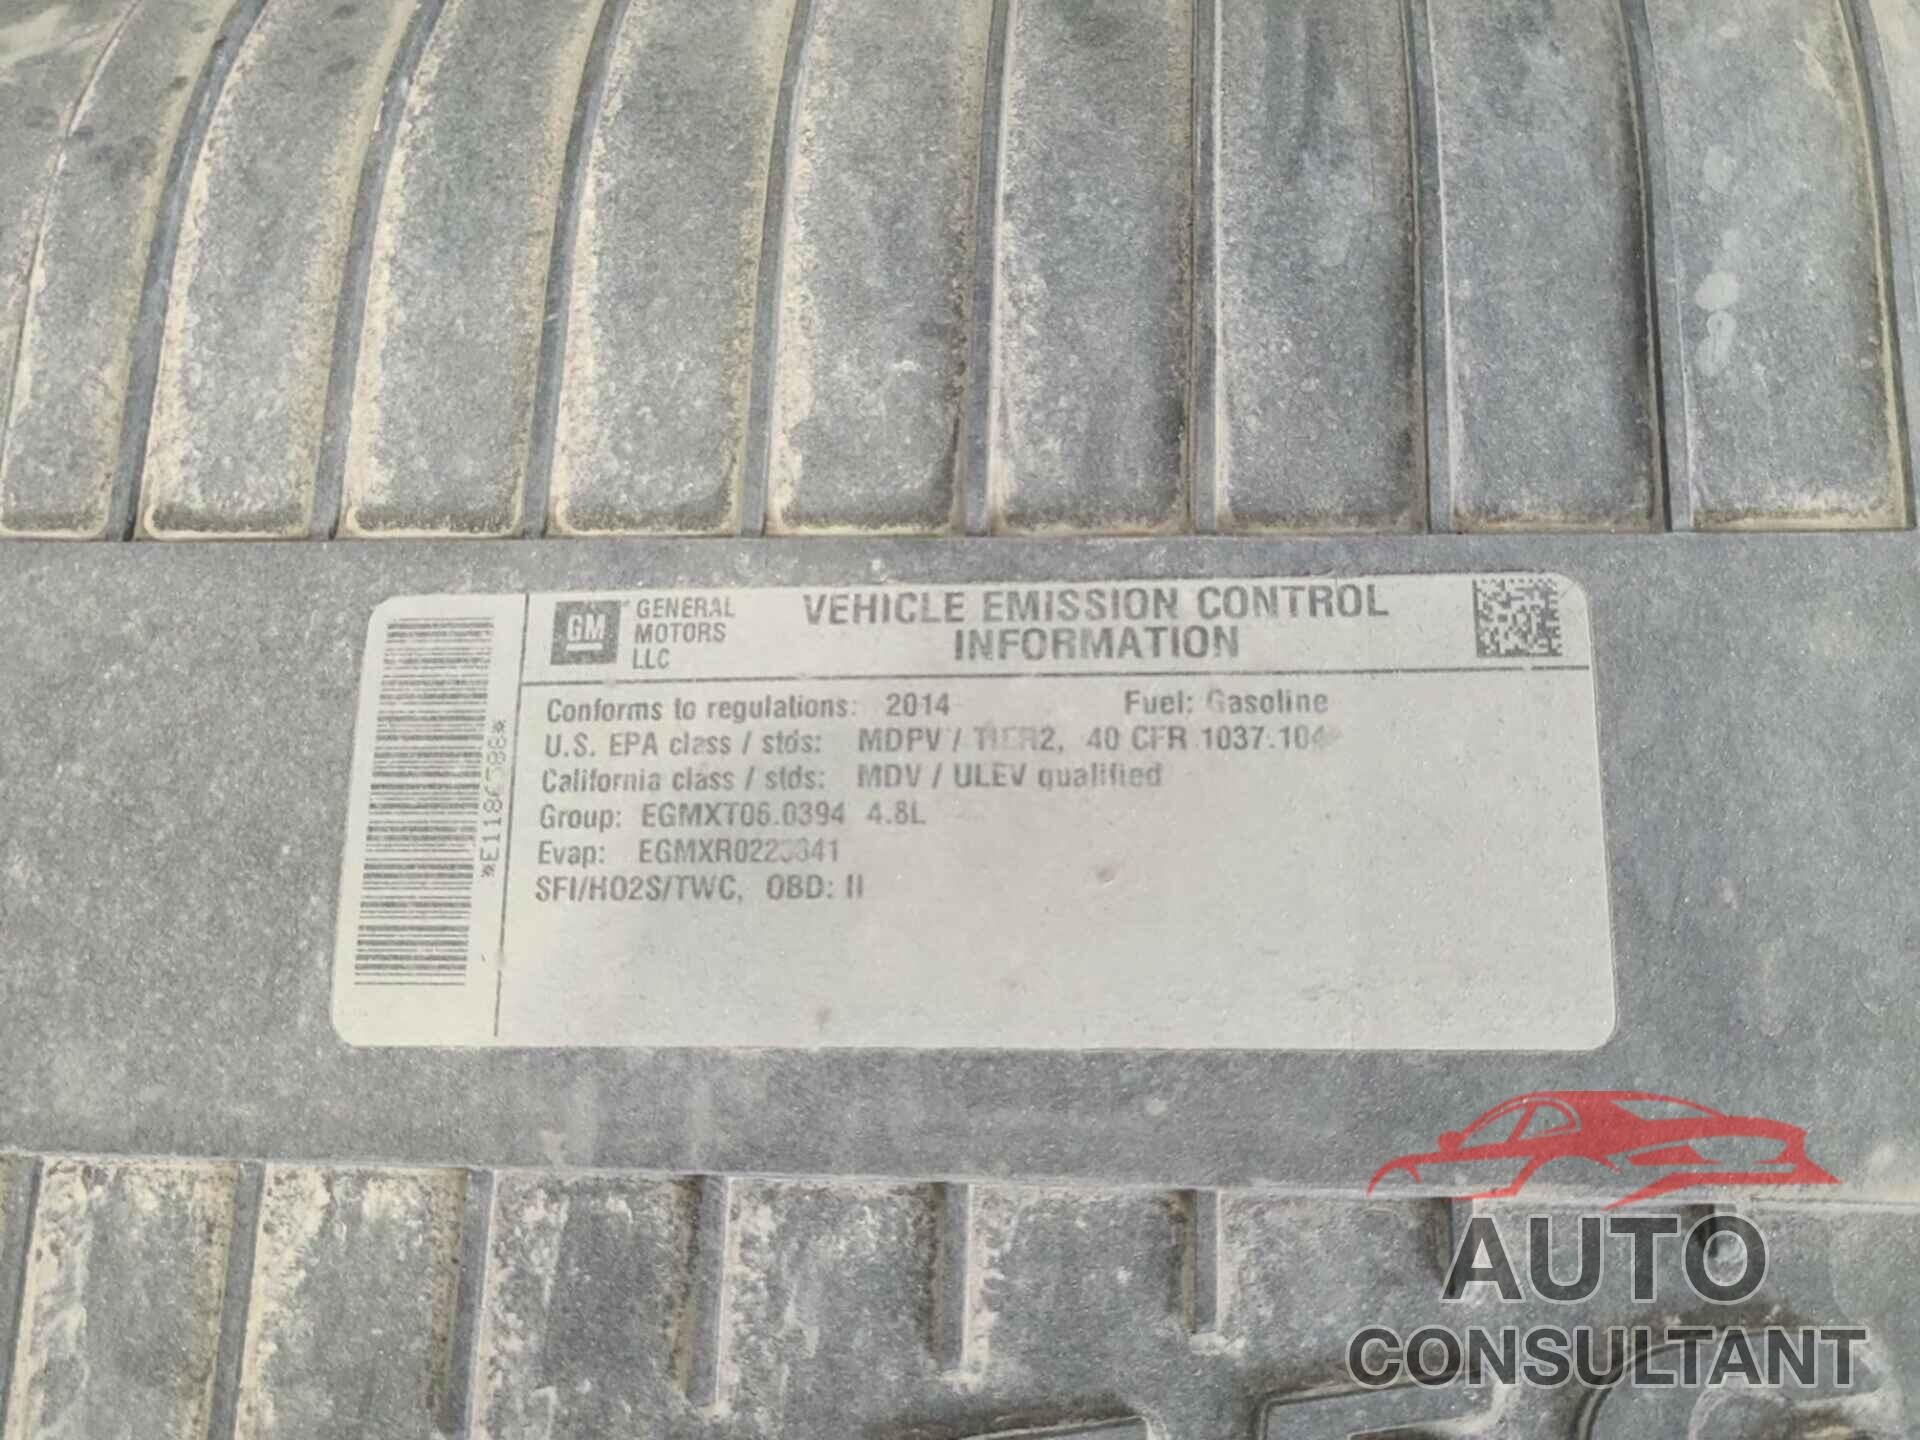 GM
GENERAL
MOTORS
LLC
VEHICLE EMISSION CONTROL
INFORMATION
Conforms to regulations: 2014
Fuel: Gasoline
U.S. EPA class / stds: MDPV / TIER2, 40 CFR 1037.104
California class / stds: MDV / ULEV qualified
Group: EGMXT06.0394 4.8L
Evap:
SFI/HO2S/TWC, OBD: II
AUTO
CONSULTANT